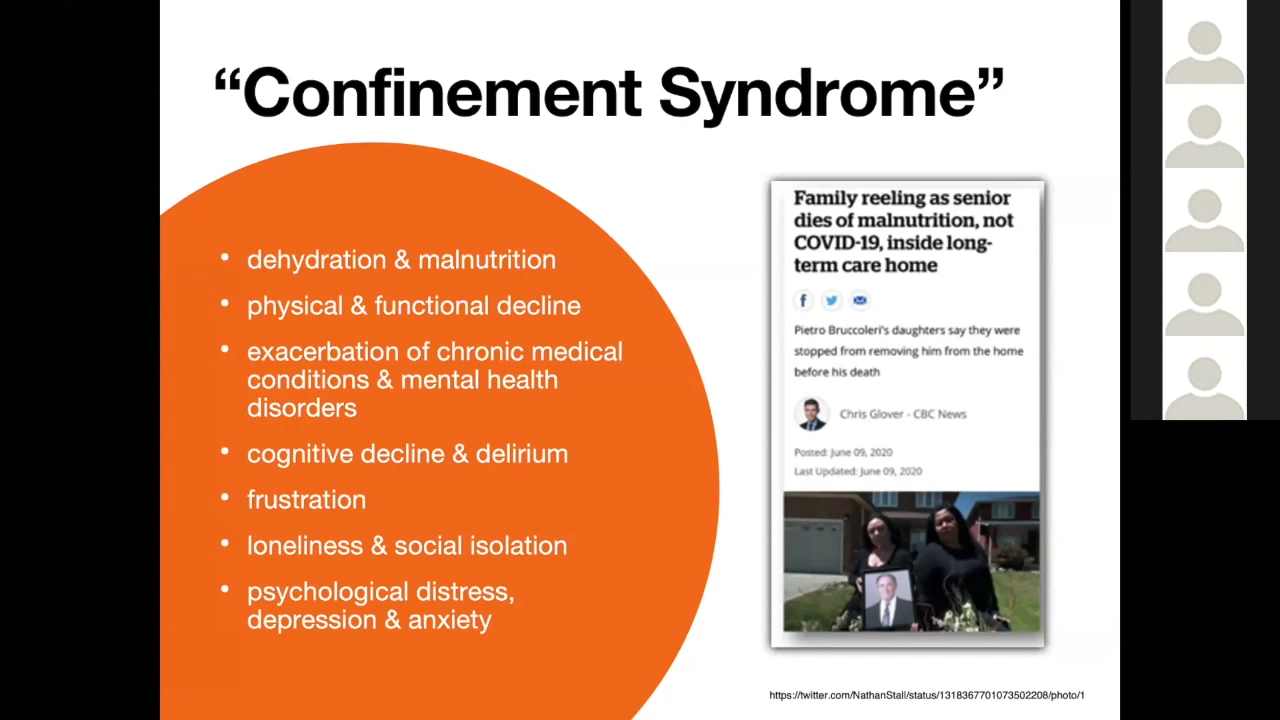 “Confinement Syndrome”
• dehydration & malnutrition
• physical & functional decline
• exacerbation of chronic medical
conditions & mental health
disorders
• cognitive decline & delirium
• frustration
• loneliness & social isolation
• psychological distress,
depression & anxiety
Family reeling as senior
dies of malnutrition, not
COVID-19, inside long-
term care home
Pietro Bruccoleri's daughters say they were
stopped from removing him from the home
before his death
Chris Glover - CBC News
Posted: June 09, 2020
Last Updated: June 09, 2020
https://twitter.com/NathanStall/status/1318367701073502208/photo/1